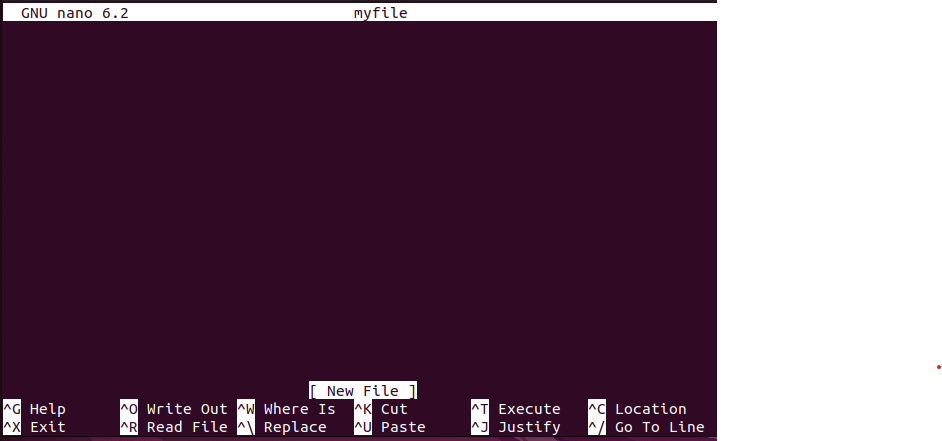 GNU nano 6.2 myfile
[ New File ]
^G Help ^O Write Out ^W Where Is ^K Cut ^T Execute ^C Location
^X Exit ^R Read File ^\ Replace ^U Paste ^J Justify ^/ Go To Line